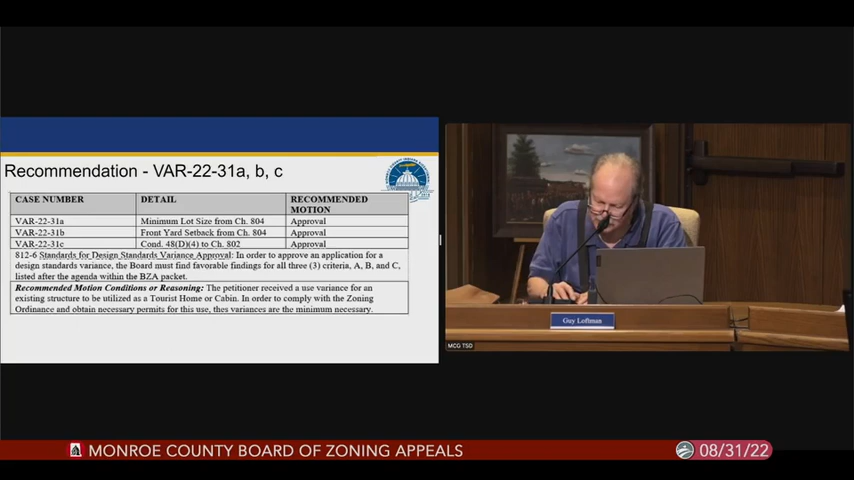 Recommendation - VAR-22-31a, b, c
CASE NUMBER DETAIL RECOMMENDED MOTION
VAR-22-31a Minimum Lot Size from Ch. 804 Approval
VAR-22-31b Front Yard Setback from Ch. 804 Approval
VAR-22-31c Cond. 48(D)(4) to Ch. 802 Approval
812-6 Standards for Design Standards Variance Approval: In order to approve an application for a
design standards variance, the Board must find favorable findings for all three (3) criteria, A, B, and C,
listed after the agenda within the BZA packet.
Recommended Motion Conditions or Reasoning: The petitioner received a use variance for an
existing structure to be utilized as a Tourist Home or Cabin. In order to comply with the Zoning
Ordinance and obtain necessary permits for this use, thes variances are the minimum necessary.
Guy Loftman
MCG TSD
MONROE COUNTY BOARD OF ZONING APPEALS
08/31/22